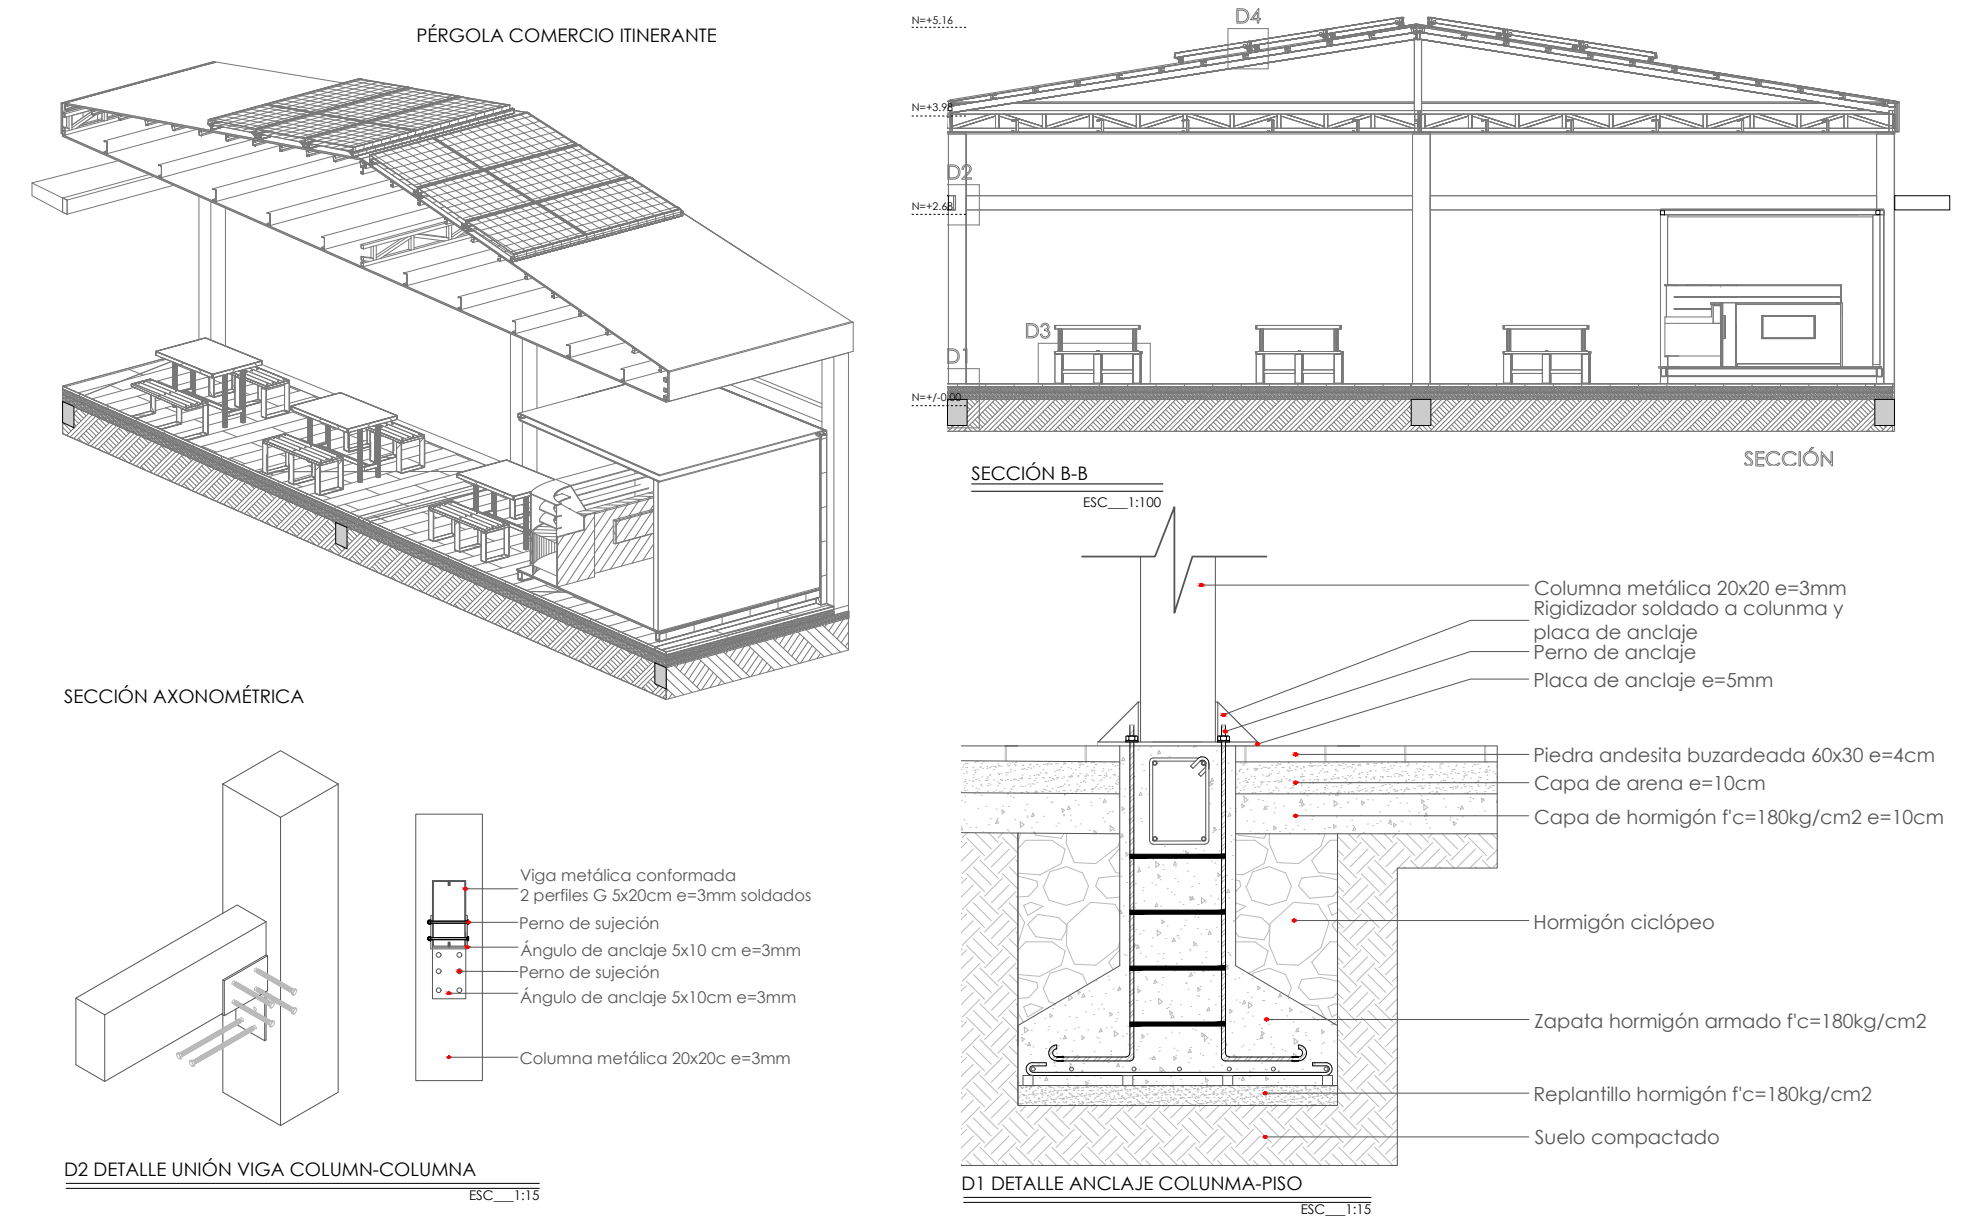 PÉRGOLA COMERCIO ITINERANTE
SECCIÓN AXONOMÉTRICA
N=+5.16
D4
N=+3.98
D2
N=+2.68
D3
D1
N=+/-0.00
SECCIÓN
SECCIÓN B-B
ESC___1:100
Columna metálica 20x20 e=3mm
Rigidizador soldado a colunma y
placa de anclaje
Perno de anclaje
Placa de anclaje e=5mm
Piedra andesita buzardeada 60x30 e=4cm
Capa de arena e=10cm
Capa de hormigón f'c=180kg/cm2 e=10cm
Hormigón ciclópeo
Zapata hormigón armado f'c=180kg/cm2
Replantillo hormigón f'c=180kg/cm2
Suelo compactado
D1 DETALLE ANCLAJE COLUNMA-PISO
ESC___1:15
Viga metálica conformada
2 perfiles G 5x20cm e=3mm soldados
Perno de sujeción
Ángulo de anclaje 5x10 cm e=3mm
Perno de sujeción
Ángulo de anclaje 5x10cm e=3mm
Columna metálica 20x20c e=3mm
D2 DETALLE UNIÓN VIGA COLUMN-COLUMNA
ESC___1:15